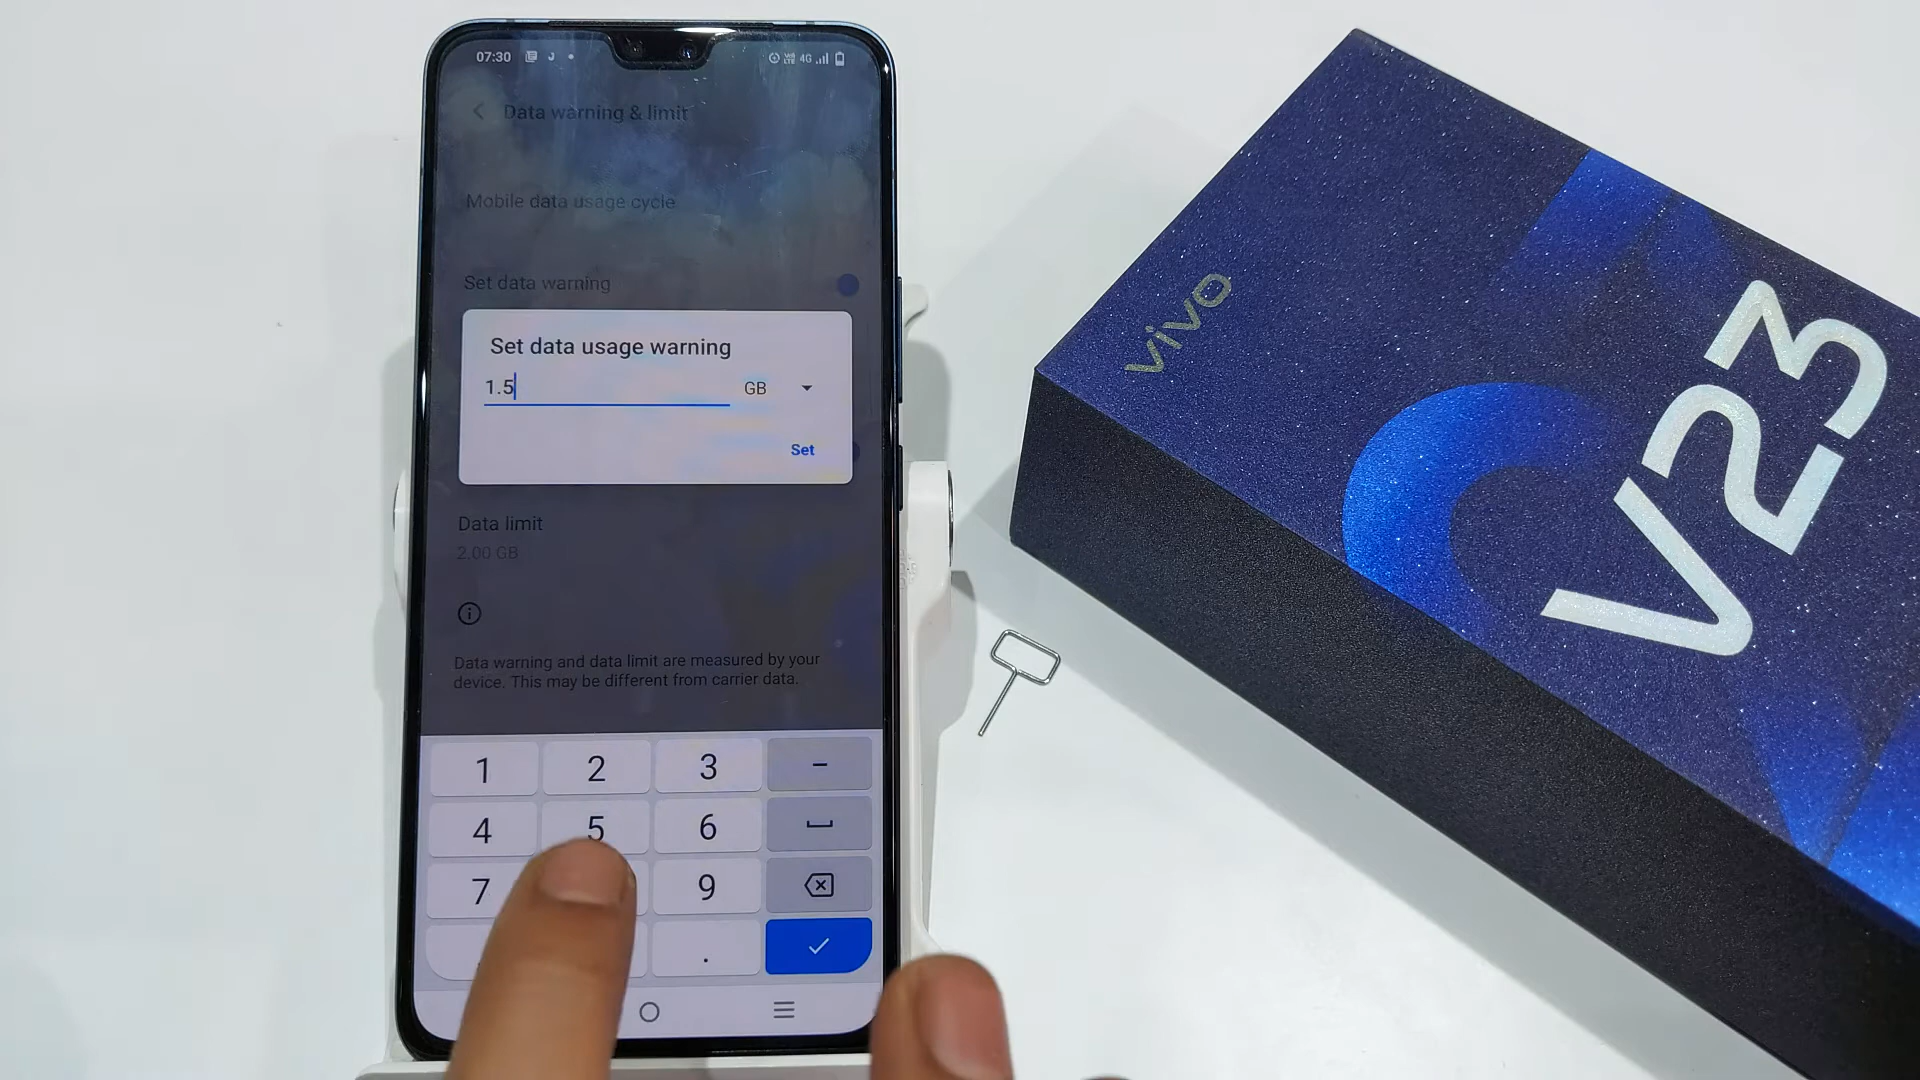 07:30
4G
Data warning & limit
Mobile data usage cycle
Set data warning
Set data usage warning
1.5 GB
Set
Data limit
2.00 GB
Data warning and data limit are measured by your
device. This may be different from carrier data.
1 2 3 -
4 5 6
7 9
.
vivo
V23